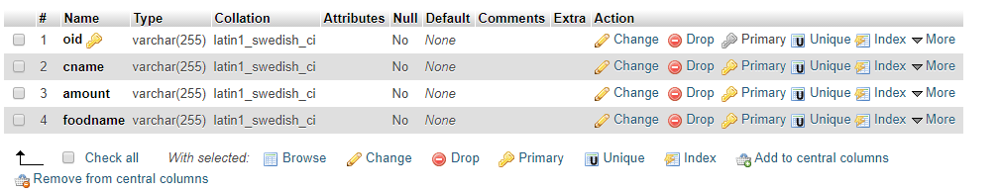 # Name Type Collation Attributes Null Default Comments Extra Action
1 oid varchar(255) latin1_swedish_ci No None Change Drop Primary Unique Index More
2 cname varchar(255) latin1_swedish_ci No None Change Drop Primary Unique Index More
3 amount varchar(255) latin1_swedish_ci No None Change Drop Primary Unique Index More
4 foodname varchar(255) latin1_swedish_ci No None Change Drop Primary Unique Index More
Check all With selected: Browse Change Drop Primary Unique Index Add to central columns
Remove from central columns